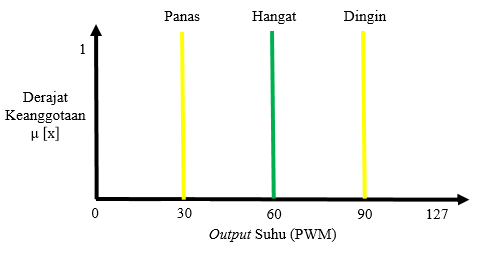 Panas Hangat Dingin
1
Derajat
Keanggotaan
μ [x]
0 30 60 90 127
Output Suhu (PWM)